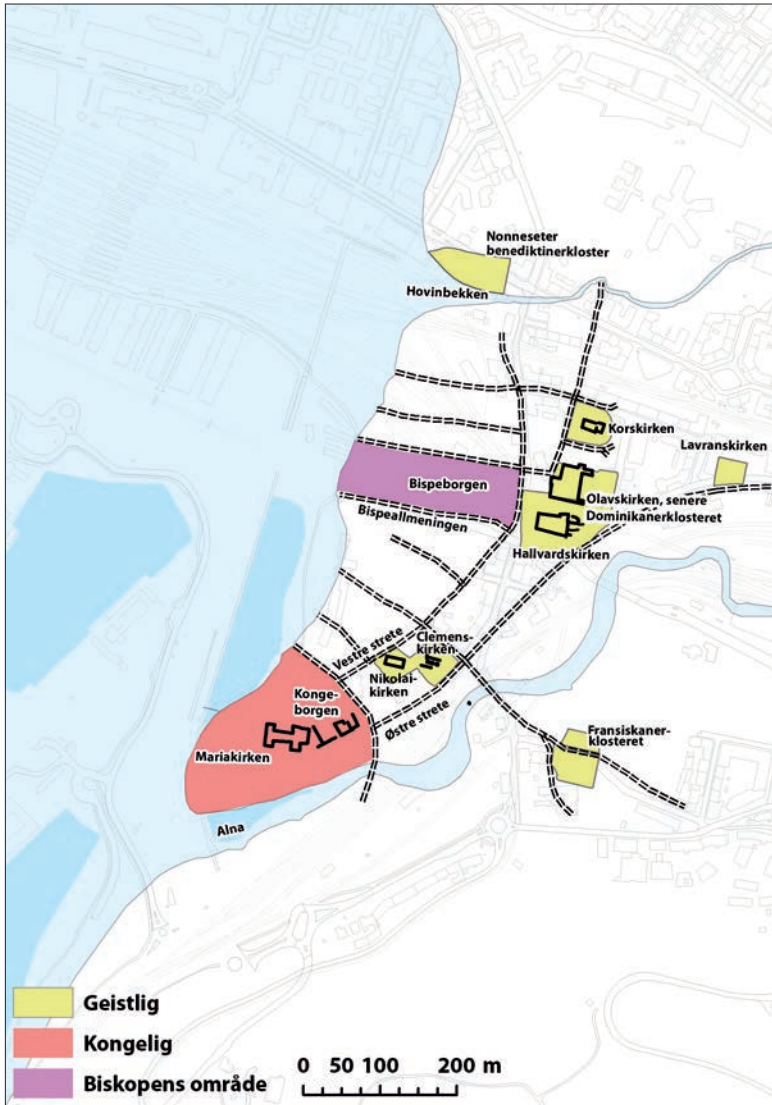 Nonneseter
benediktinerkloster
Hovinbekken
Korskirken
Lavranskirken
Bispeborgen
Olavskirken, senere
Dominikanerklosteret
Bispeallmeningen
Hallvardskirken
Vestre strete
Clemens-
kirken
Nikolai-
kirken
Konge-
borgen
Østre strete
Fransiskaner-
klosteret
Mariakirken
Alna
Geistlig
Kongelig
Biskopens område
0 50 100 200 m